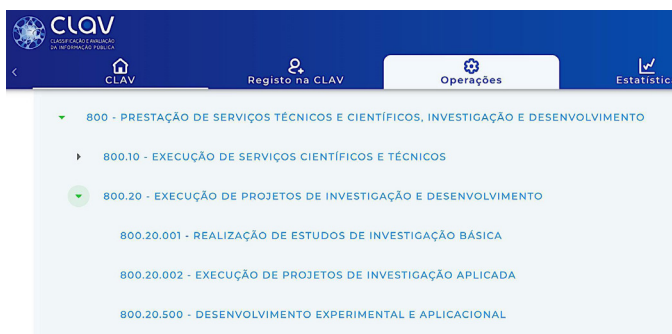 CLAV
CLASSIFICAÇÃO E AVALIAÇÃO
DA INFORMAÇÃO PÚBLICA
CLAV
Registo na CLAV
Operações
Estatística
800 - PRESTAÇÃO DE SERVIÇOS TÉCNICOS E CIENTÍFICOS, INVESTIGAÇÃO E DESENVOLVIMENTO
800.10 - EXECUÇÃO DE SERVIÇOS CIENTÍFICOS E TÉCNICOS
800.20 - EXECUÇÃO DE PROJETOS DE INVESTIGAÇÃO E DESENVOLVIMENTO
800.20.001 - REALIZAÇÃO DE ESTUDOS DE INVESTIGAÇÃO BÁSICA
800.20.002 - EXECUÇÃO DE PROJETOS DE INVESTIGAÇÃO APLICADA
800.20.500 - DESENVOLVIMENTO EXPERIMENTAL E APLICACIONAL